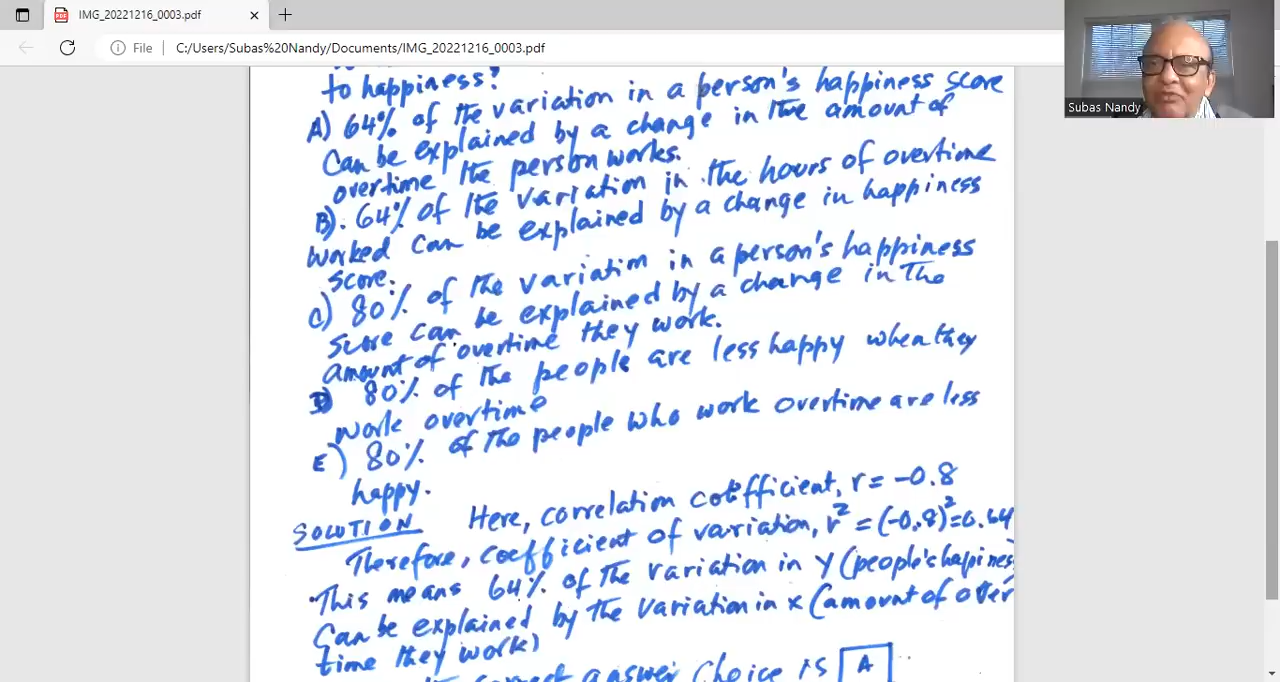 IMG_20221216_0003.pdf
File
C:/Users/Subas%20Nandy/Documents/IMG_20221216_0003.pdf
Subas Nandy
to happiness?
A) 64% of the variation in a person's happiness score
Can be explained by a change in the amount of
overtime the person works.
B). 64% of the variation in the hours of overtime
worked can be explained by a change in happiness
score.
C) 80% of the variation in a person's happiness
score can be explained by a change in the
amount of overtime they work.
D) 80% of the people are less happy when they
work overtime
E) 80% of the people who work overtime are less
happy.
SOLUTION Here, correlation coefficient, r = -0.8
Therefore, coefficient of variation, r² = (-0.8)² = 0.64
This means 64% of the variation in Y (people's happines
Can be explained by the variation in x (amount of over
time they work)
correct answer choice is A